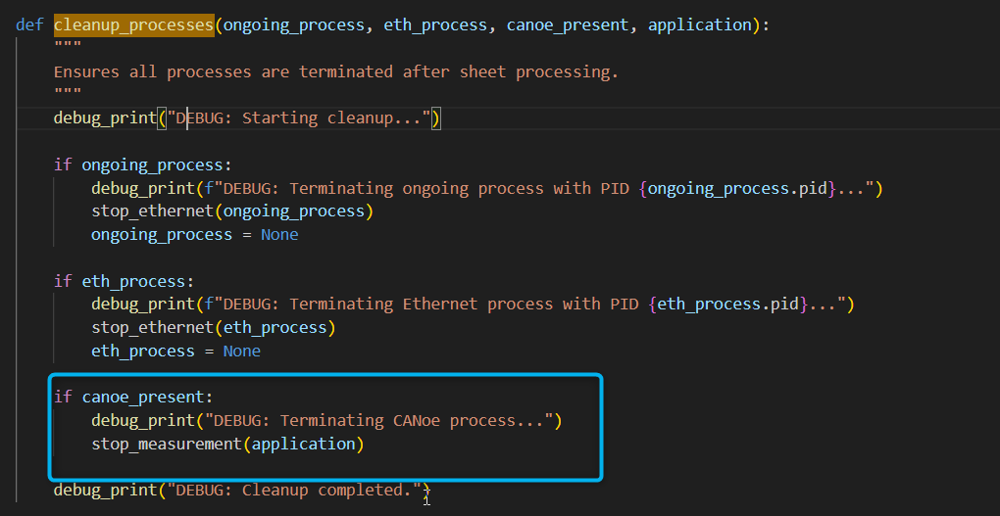 def cleanup_processes(ongoing_process, eth_process, canoe_present, application):
"""
Ensures all processes are terminated after sheet processing.
"""
debug_print("DEBUG: Starting cleanup...")
if ongoing_process:
debug_print(f"DEBUG: Terminating ongoing process with PID {ongoing_process.pid}...")
stop_ethernet(ongoing_process)
ongoing_process = None
if eth_process:
debug_print(f"DEBUG: Terminating Ethernet process with PID {eth_process.pid}...")
stop_ethernet(eth_process)
eth_process = None
if canoe_present:
debug_print("DEBUG: Terminating CANoe process...")
stop_measurement(application)
debug_print("DEBUG: Cleanup completed.")